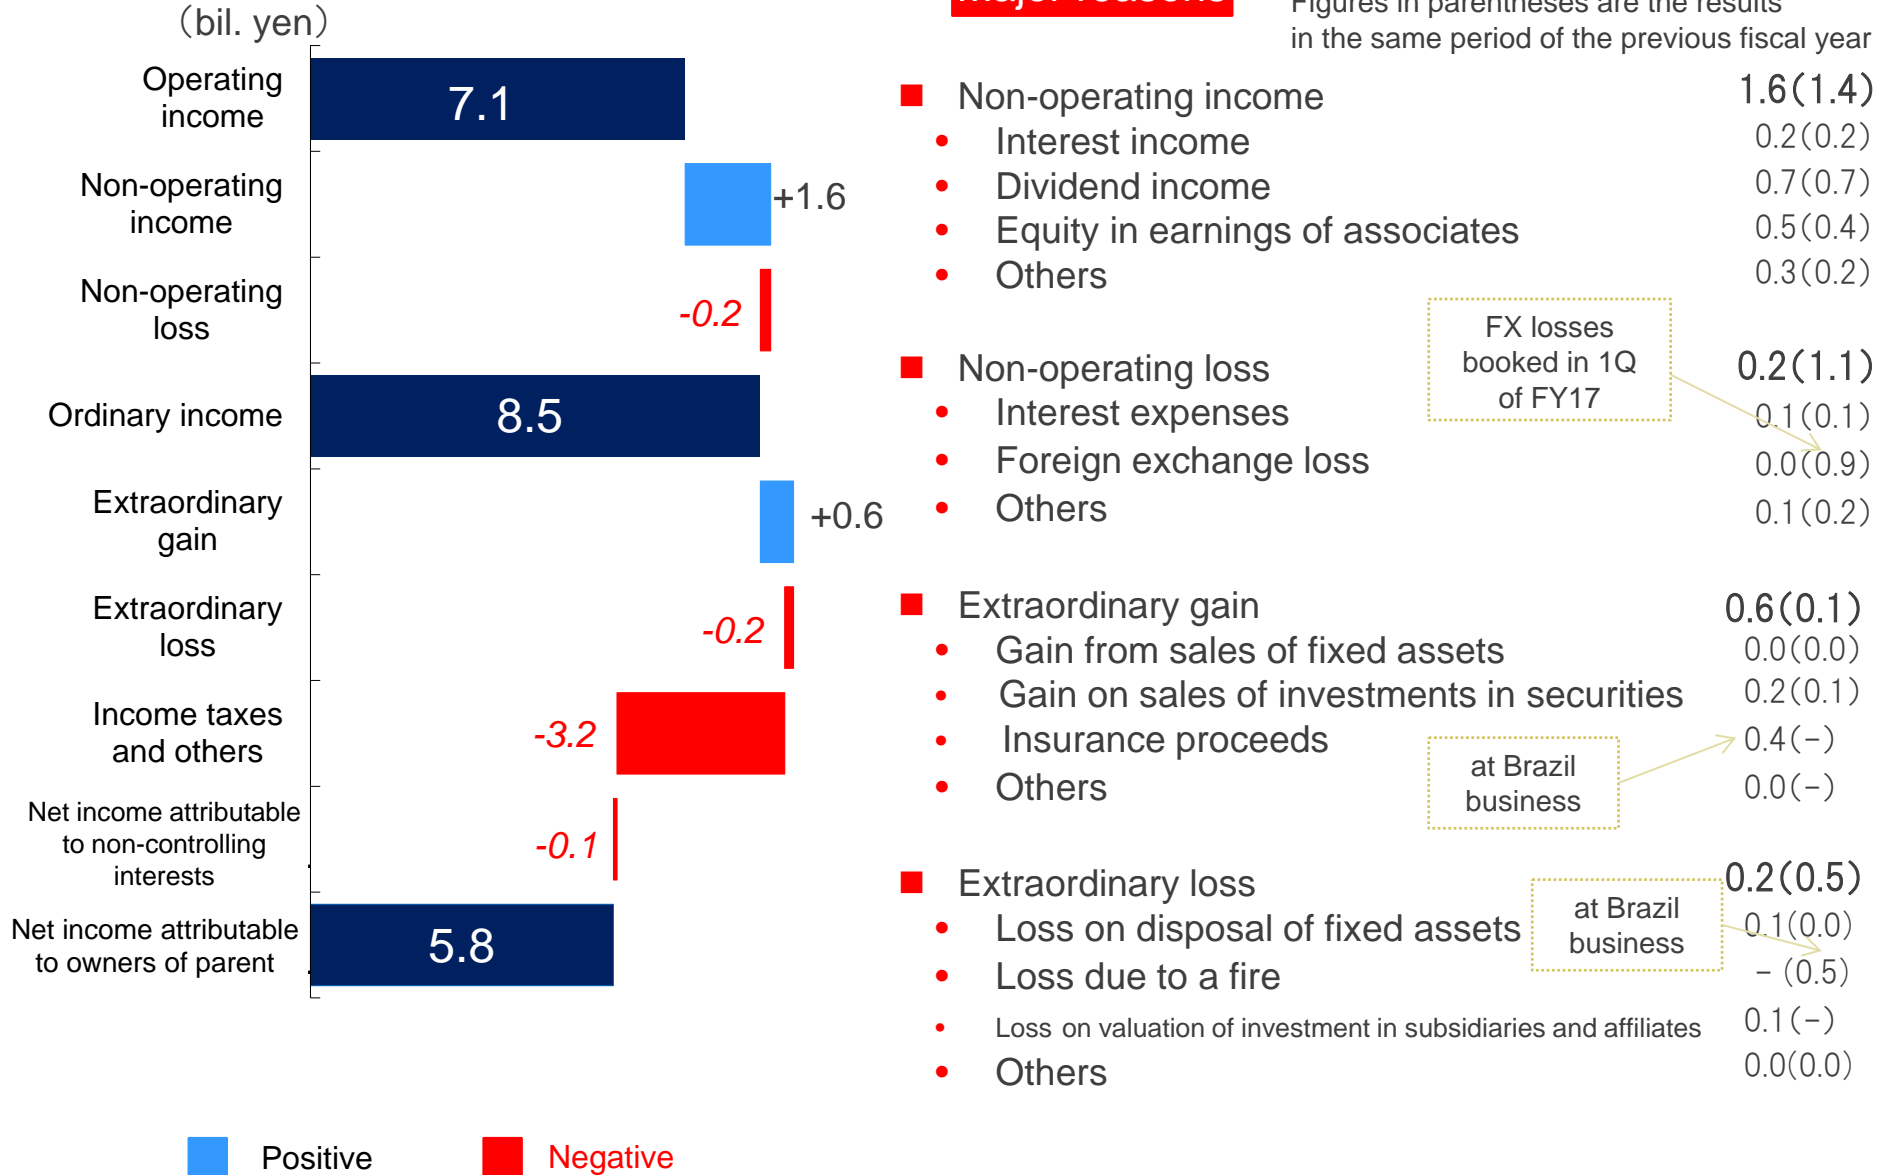 （bil. yen）
Major reasons
Figures in parentheses are the results
in the same period of the previous fiscal year
Operating
income
7.1
Non-operating
income
+1.6
Non-operating
loss
-0.2
Ordinary income
8.5
Extraordinary
gain
+0.6
Extraordinary
loss
-0.2
Income taxes
and others
-3.2
Net income attributable
to non-controlling
interests
-0.1
Net income attributable
to owners of parent
5.8
Positive
Negative
■ Non-operating income 1.6(1.4)
• Interest income 0.2(0.2)
• Dividend income 0.7(0.7)
• Equity in earnings of associates 0.5(0.4)
• Others 0.3(0.2)
FX losses
booked in 1Q
of FY17
■ Non-operating loss 0.2(1.1)
• Interest expenses 0.1(0.1)
• Foreign exchange loss 0.0(0.9)
• Others 0.1(0.2)
■ Extraordinary gain 0.6(0.1)
• Gain from sales of fixed assets 0.0(0.0)
• Gain on sales of investments in securities 0.2(0.1)
• Insurance proceeds 0.4(−)
• Others 0.0(−)
at Brazil
business
■ Extraordinary loss 0.2(0.5)
• Loss on disposal of fixed assets 0.1(0.0)
• Loss due to a fire − (0.5)
• Loss on valuation of investment in subsidiaries and affiliates 0.1(−)
• Others 0.0(0.0)
at Brazil
business